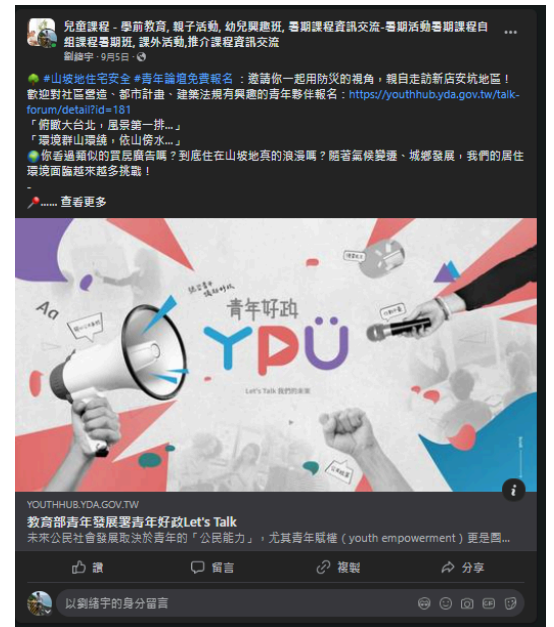 兒童課程 - 學前教育, 親子活動, 幼兒興趣班, 暑期課程資訊交流-暑期活動暑期課程自
組課程暑期班, 課外活動,推介課程資訊交流
劉緯宇 · 9月5日 ·
#山坡地住宅安全 #青年論壇免費報名 : 邀請你一起用防災的視角，親自走訪新店安坑地區！
歡迎對社區營造、都市計畫、建築法規有興趣的青年夥伴報名：https://youthhub.yda.gov.tw/talk-
forum/detail?id=181
「俯瞰大台北，風景第一排…」
「環境群山環繞，依山傍水…」
你看過類似的買房廣告嗎？到底住在山坡地真的浪漫嗎？隨著氣候變遷、城鄉發展，我們的居住
環境面臨越來越多挑戰！
-
…… 查看更多
Aα
青年好政
YPU
Let's Talk 我們的未來
YOUTHHUB.YDA.GOV.TW
教育部青年發展署青年好政Let's Talk
未來公民社會發展取決於青年的「公民能力」，尤其青年賦權（youth empowerment）更是國...
讚
留言
複製
分享
以劉緒宇的身分留言
GIF